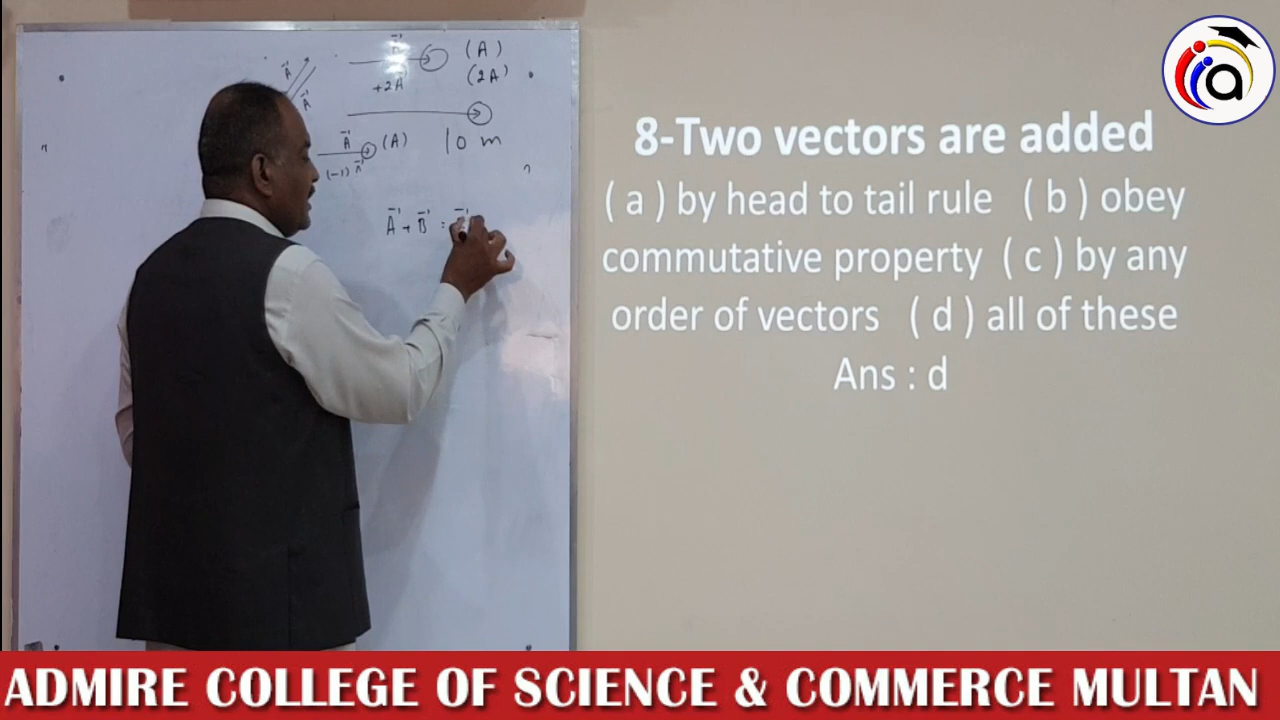 A⃗ (A)
A⃗ +2A⃗ (2A)
A⃗
A⃗ (A) 10 m
(-1) A⃗
A⃗ + B⃗ =
8-Two vectors are added
( a ) by head to tail rule ( b ) obey
commutative property ( c ) by any
order of vectors ( d ) all of these
Ans : d
a
ADMIRE COLLEGE OF SCIENCE & COMMERCE MULTAN